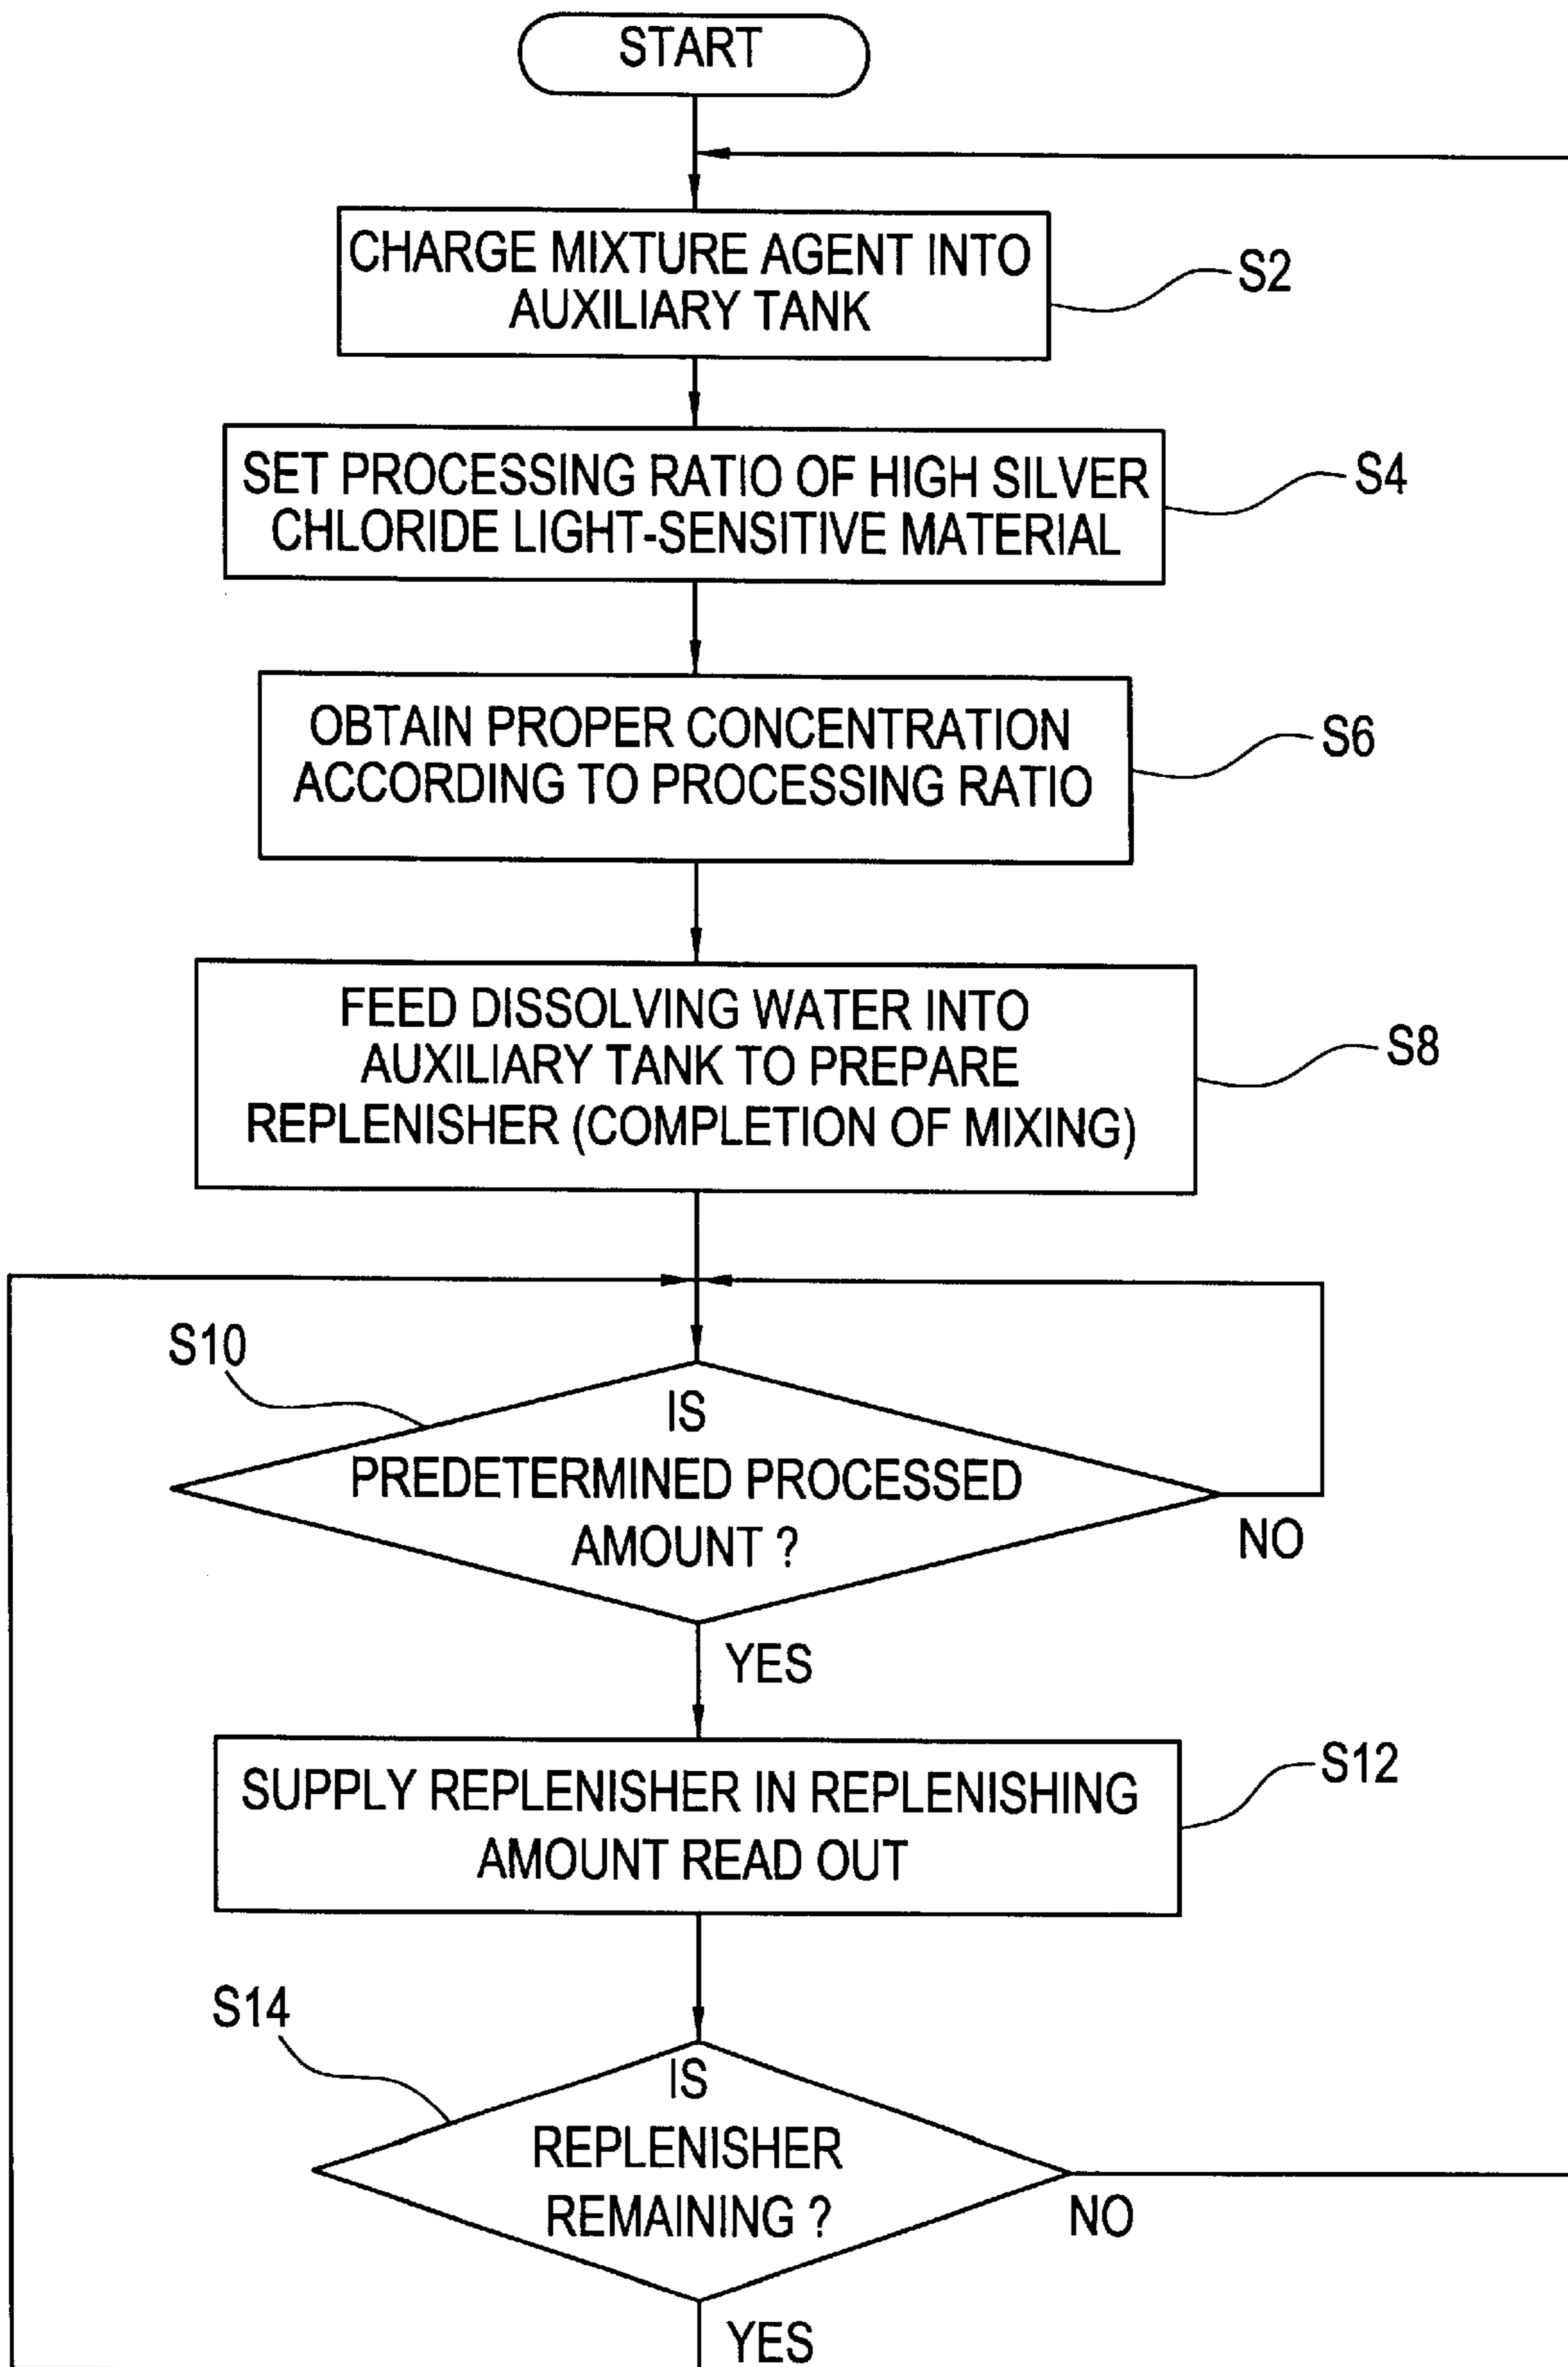 START
CHARGE MIXTURE AGENT INTO
AUXILIARY TANK
S2
SET PROCESSING RATIO OF HIGH SILVER
CHLORIDE LIGHT-SENSITIVE MATERIAL
S4
OBTAIN PROPER CONCENTRATION
ACCORDING TO PROCESSING RATIO
S6
FEED DISSOLVING WATER INTO
AUXILIARY TANK TO PREPARE
REPLENISHER (COMPLETION OF MIXING)
S8
S10
IS
PREDETERMINED PROCESSED
AMOUNT ?
NO
YES
SUPPLY REPLENISHER IN REPLENISHING
AMOUNT READ OUT
S12
S14
IS
REPLENISHER
REMAINING ?
NO
YES